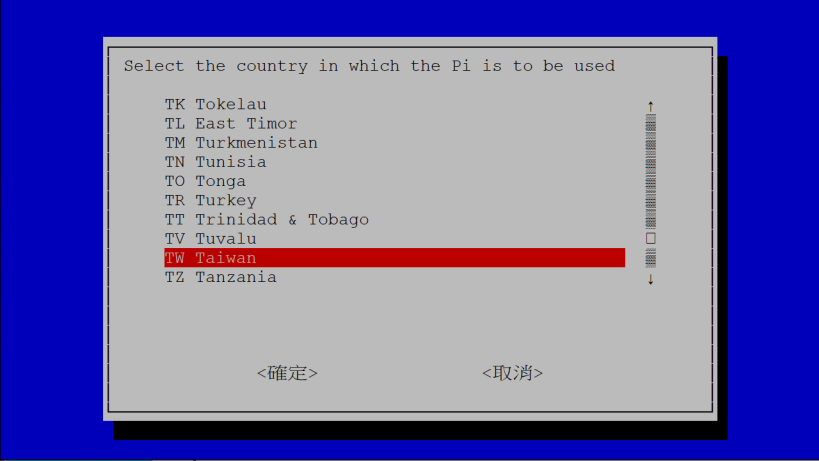 Select the country in which the Pi is to be used
TK Tokelau
TL East Timor
TM Turkmenistan
TN Tunisia
TO Tonga
TR Turkey
TT Trinidad & Tobago
TV Tuvalu
TW Taiwan
TZ Tanzania
<確定> <取消>